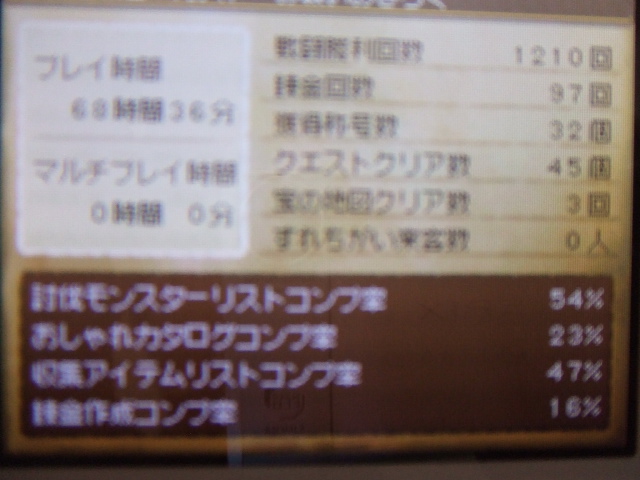 プレイ時間
68時間36分
マルチプレイ時間
0時間 0分
戦闘勝利回数 1210回
錬金回数 97回
獲得称号数 32個
クエストクリア数 45個
宝の地図クリア数 3回
すれちがい来客数 0人
討伐モンスターリストコンプ率 54%
おしゃれカタログコンプ率 23%
収集アイテムリストコンプ率 47%
錬金作成コンプ率 16%